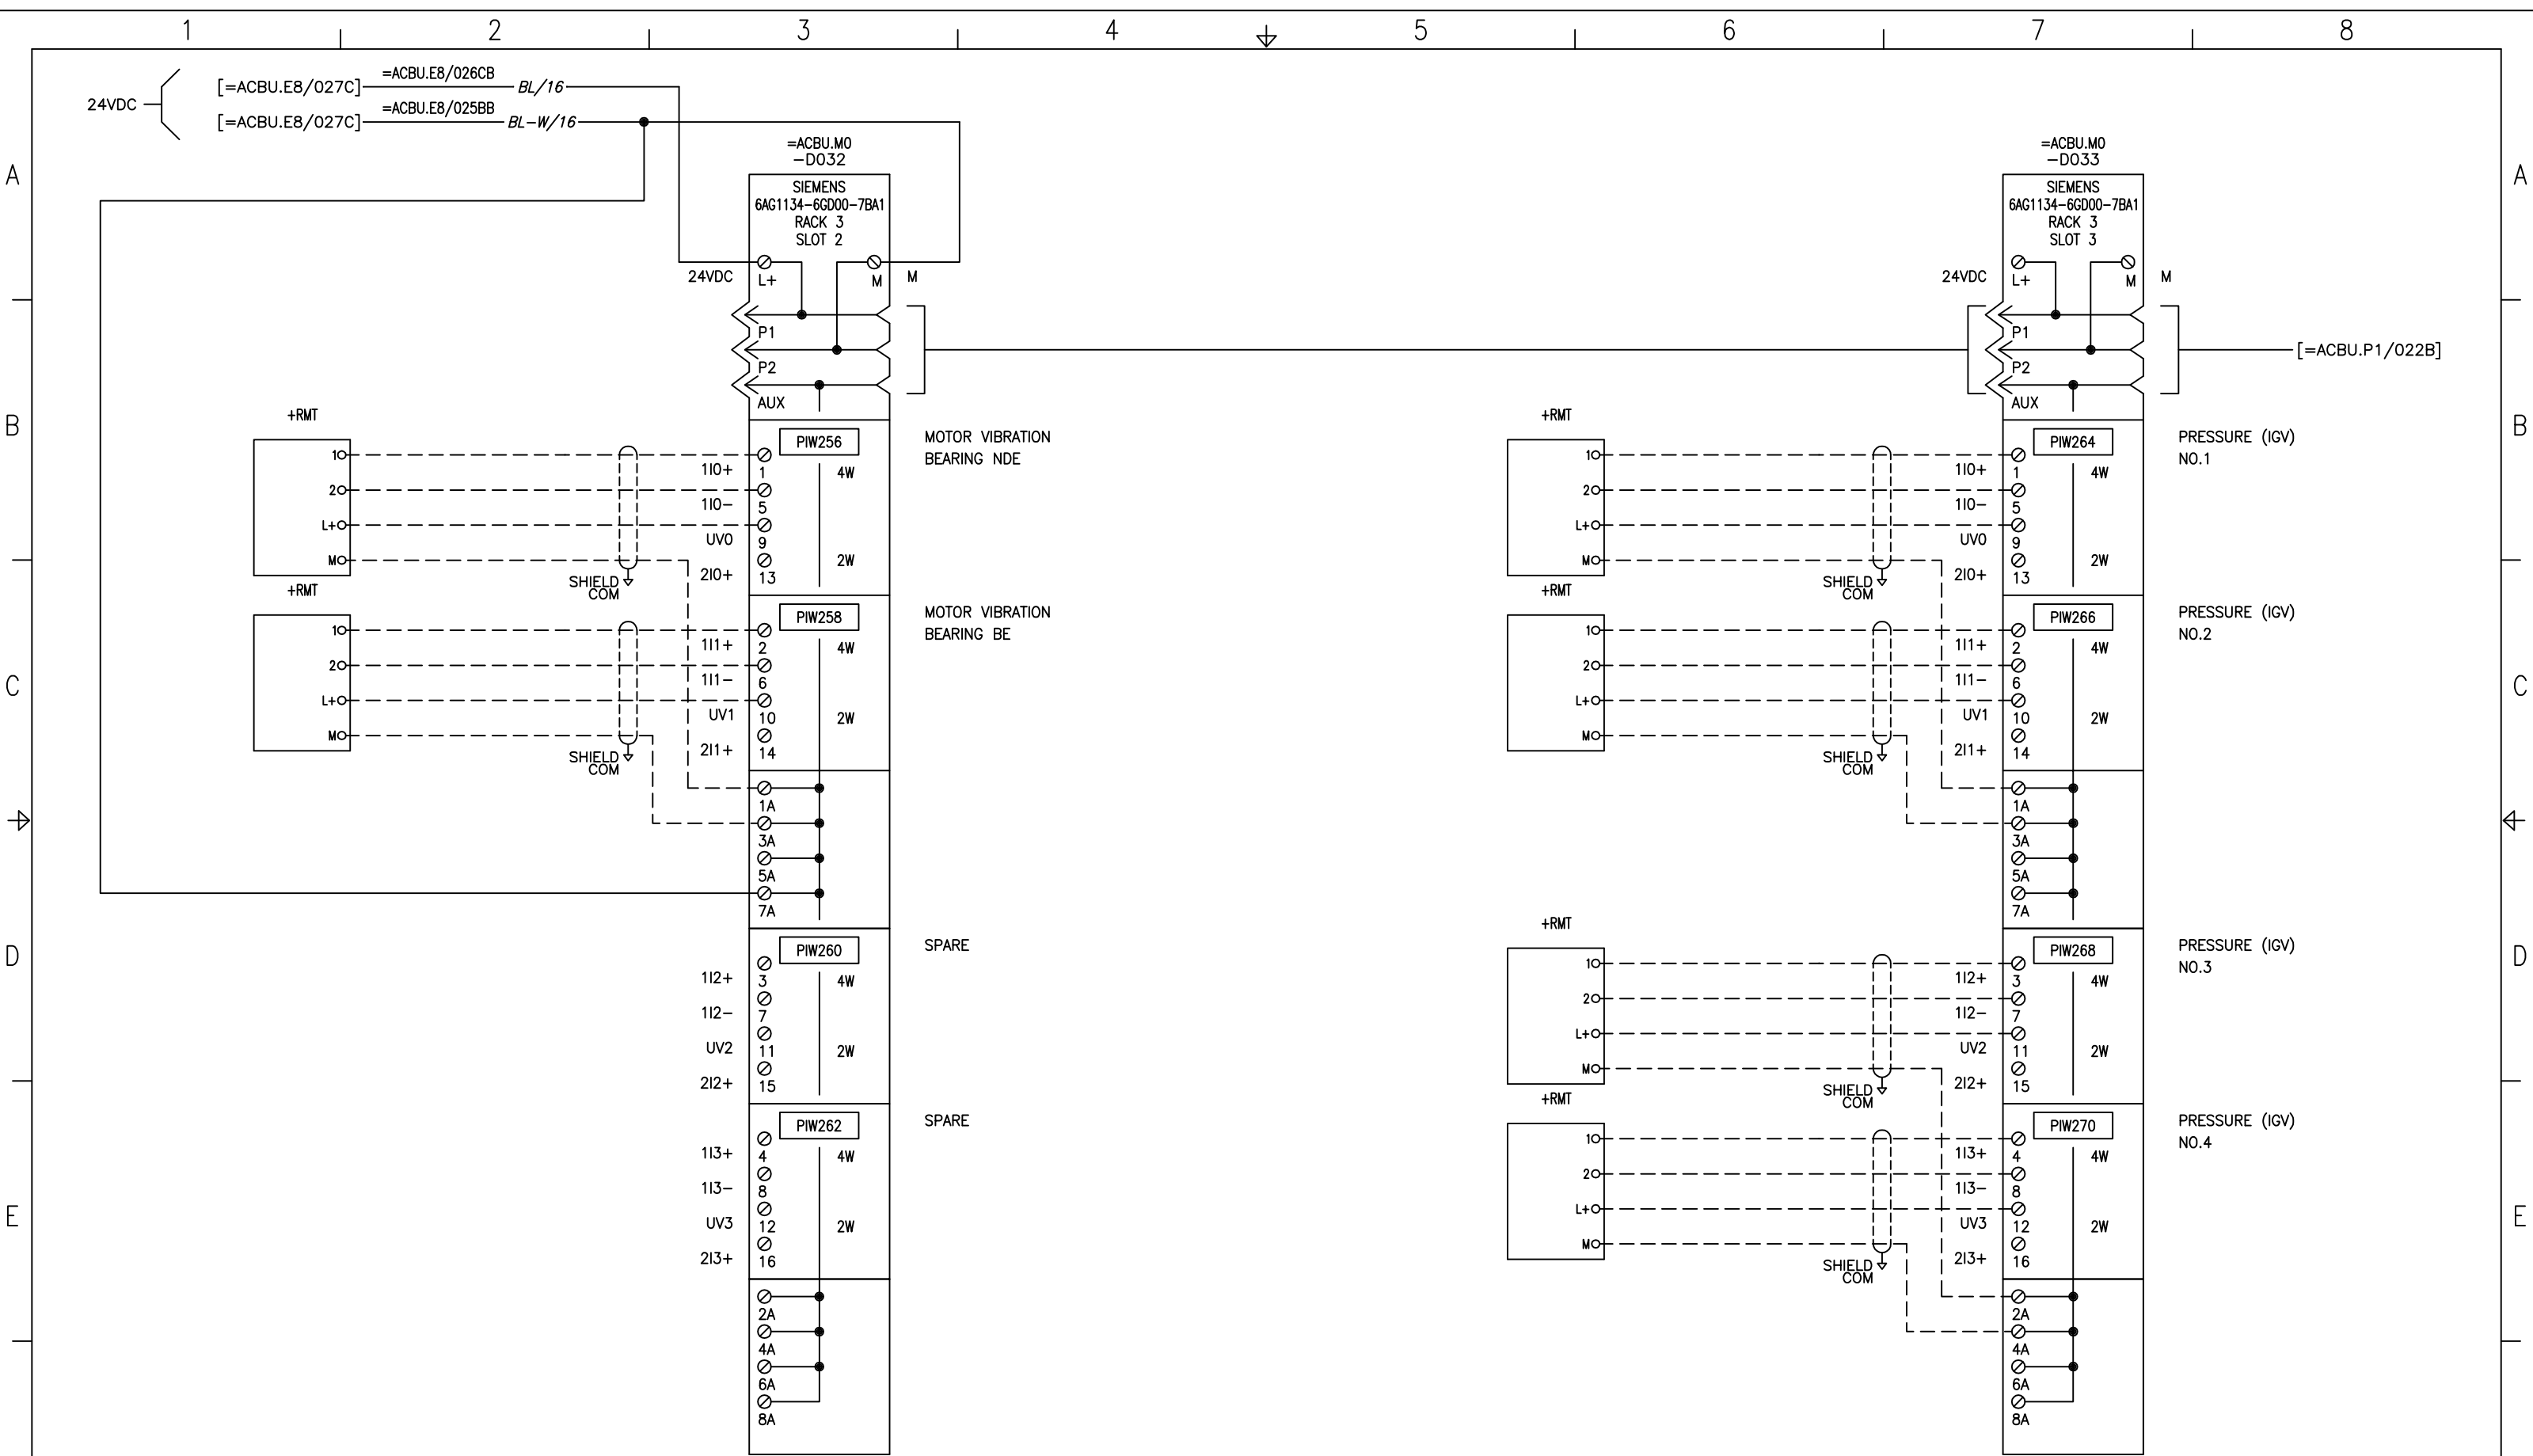 1 2 3 4 5 6 7 8
A A
B B
C C
D D
E E
24VDC
[=ACBU.E8/027C] =ACBU.E8/026CB BL/16
[=ACBU.E8/027C] =ACBU.E8/025BB BL-W/16
=ACBU.M0
-D032
SIEMENS
6AG1134-6GD00-7BA1
RACK 3
SLOT 2
24VDC L+ M M
P1
P2
AUX
+RMT
1
2
L+
M
SHIELD
COM
PIW256
1I0+ 1 4W
1I0- 5
UV0 9
2I0+ 13 2W
MOTOR VIBRATION
BEARING NDE
+RMT
1
2
L+
M
SHIELD
COM
PIW258
1I1+ 2 4W
1I1- 6
UV1 10 2W
2I1+ 14
MOTOR VIBRATION
BEARING BE
1A
3A
5A
7A
PIW260
SPARE
1I2+ 3 4W
1I2- 7
UV2 11 2W
2I2+ 15
PIW262
SPARE
1I3+ 4 4W
1I3- 8
UV3 12 2W
2I3+ 16
2A
4A
6A
8A
=ACBU.M0
-D033
SIEMENS
6AG1134-6GD00-7BA1
RACK 3
SLOT 3
24VDC L+ M M
P1
P2
AUX
[=ACBU.P1/022B]
+RMT
1
2
L+
M
SHIELD
COM
PIW264
1I0+ 1 4W
1I0- 5
UV0 9
2I0+ 13 2W
PRESSURE (IGV)
NO.1
+RMT
1
2
L+
M
SHIELD
COM
PIW266
1I1+ 2 4W
1I1- 6
UV1 10 2W
2I1+ 14
PRESSURE (IGV)
NO.2
1A
3A
5A
7A
+RMT
1
2
L+
M
SHIELD
COM
PIW268
1I2+ 3 4W
1I2- 7
UV2 11 2W
2I2+ 15
PRESSURE (IGV)
NO.3
+RMT
1
2
L+
M
SHIELD
COM
PIW270
1I3+ 4 4W
1I3- 8
UV3 12 2W
2I3+ 16
PRESSURE (IGV)
NO.4
2A
4A
6A
8A